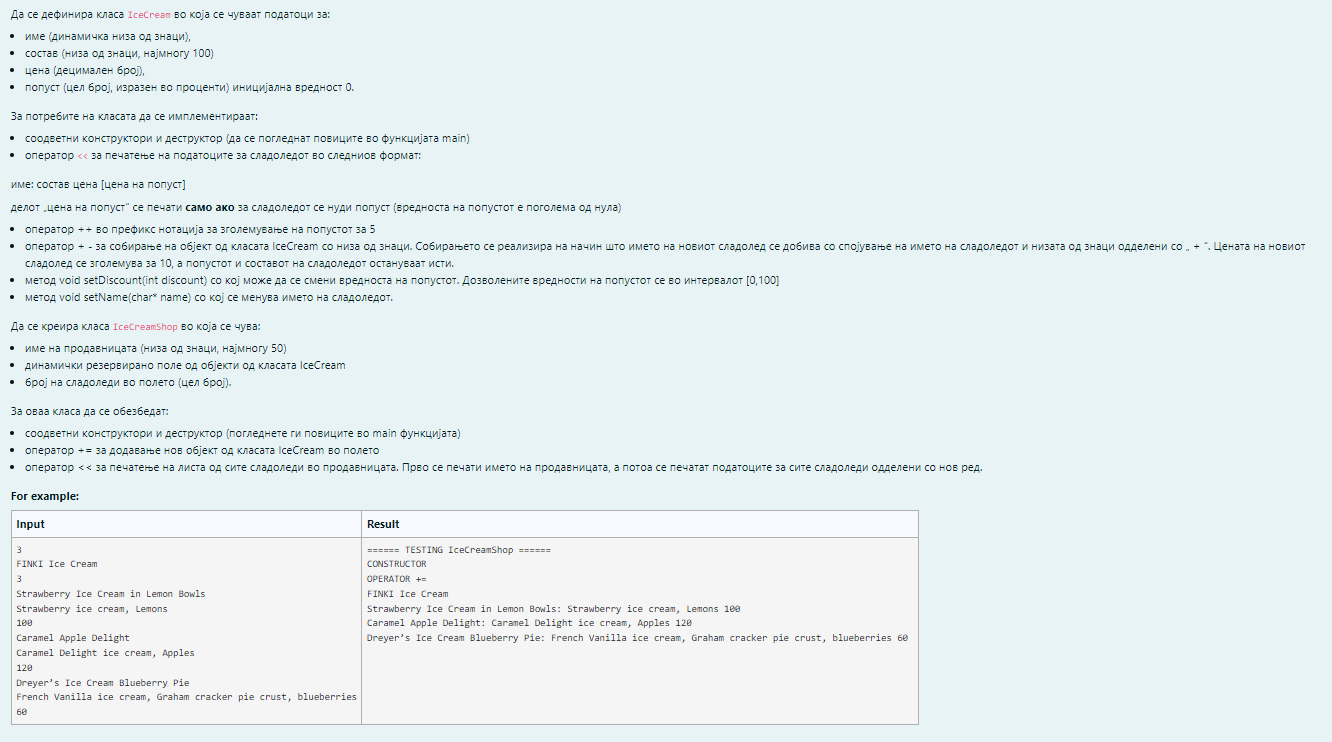 Да се дефинира класа IceCream во која се чуваат податоци за:
• име (динамичка низа од знаци),
• состав (низа од знаци, најмногу 100)
• цена (децимален број),
• попуст (цел број, изразен во проценти) иницијална вредност 0.
За потребите на класата да се имплементираат:
• соодветни конструктори и деструктор (да се погледнат повиците во функцијата main)
• оператор << за печатење на податоците за сладоледот во следниов формат:
име: состав цена [цена на попуст]
делот „цена на попуст“ се печати само ако за сладоледот се нуди попуст (вредноста на попустот е поголема од нула)
• оператор ++ во префикс нотација за зголемување на попустот за 5
• оператор + - за собирање на објект од класата IceCream со низа од знаци. Собирањето се реализира на начин што името на новиот сладолед се добива со спојување на името на сладоледот и низата од знаци одделени со „ + “. Цената на новиот
сладолед се зголемува за 10, а попустот и составот на сладоледот остануваат исти.
• метод void setDiscount(int discount) со кој може да се смени вредноста на попустот. Дозволените вредности на попустот се во интервалот [0,100]
• метод void setName(char* name) со кој се менува името на сладоледот.
Да се креира класа IceCreamShop во која се чува:
• име на продавницата (низа од знаци, најмногу 50)
• динамички резервирано поле од објекти од класата IceCream
• број на сладоледи во полето (цел број).
За оваа класа да се обезбедат:
• соодветни конструктори и деструктор (погледнете ги повиците во main функцијата)
• оператор += за додавање нов објект од класата IceCream во полето
• оператор << за печатење на листа од сите сладоледи во продавницата. Прво се печати името на продавницата, а потоа се печатат податоците за сите сладоледи одделени со нов ред.
For example:
Input
3
FINKI Ice Cream
3
Strawberry Ice Cream in Lemon Bowls
Strawberry ice cream, Lemons
100
Caramel Apple Delight
Caramel Delight ice cream, Apples
120
Dreyer’s Ice Cream Blueberry Pie
French Vanilla ice cream, Graham cracker pie crust, blueberries
60
Result
====== TESTING IceCreamShop ======
CONSTRUCTOR
OPERATOR +=
FINKI Ice Cream
Strawberry Ice Cream in Lemon Bowls: Strawberry ice cream, Lemons 100
Caramel Apple Delight: Caramel Delight ice cream, Apples 120
Dreyer’s Ice Cream Blueberry Pie: French Vanilla ice cream, Graham cracker pie crust, blueberries 60